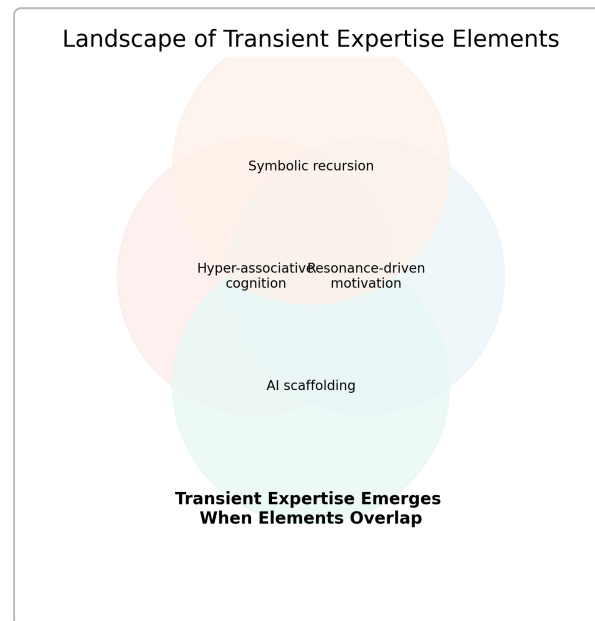 Landscape of Transient Expertise Elements
Symbolic recursion
Hyper-associative
cognition
Resonance-driven
motivation
AI scaffolding
Transient Expertise Emerges
When Elements Overlap